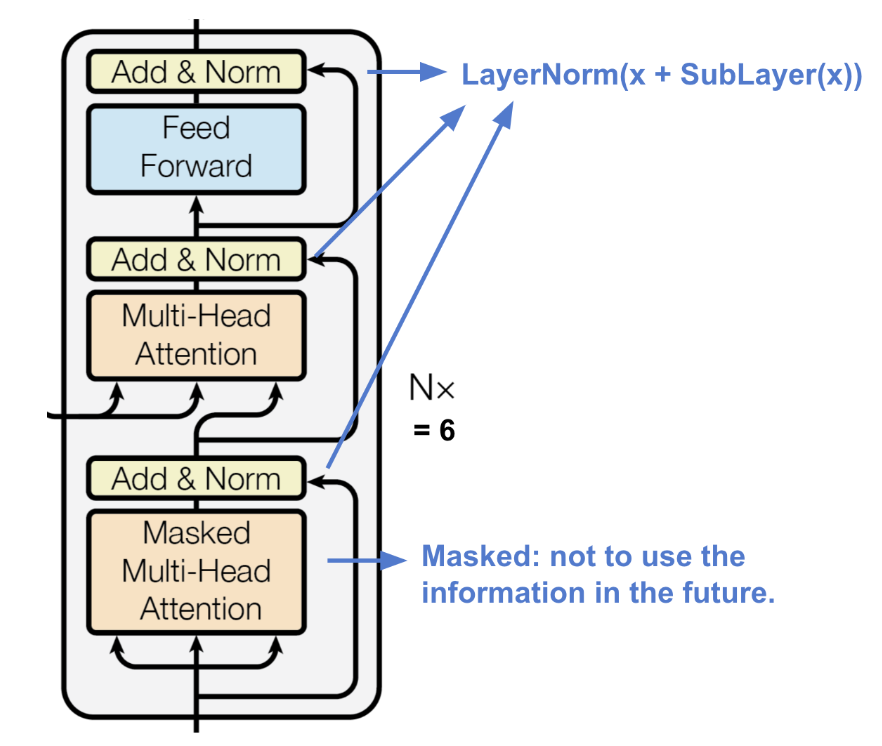 Add & Norm
LayerNorm(x + SubLayer(x))
Feed
Forward
Add & Norm
Multi-Head
Attention
N×
= 6
Add & Norm
Masked
Multi-Head
Attention
Masked: not to use the
information in the future.